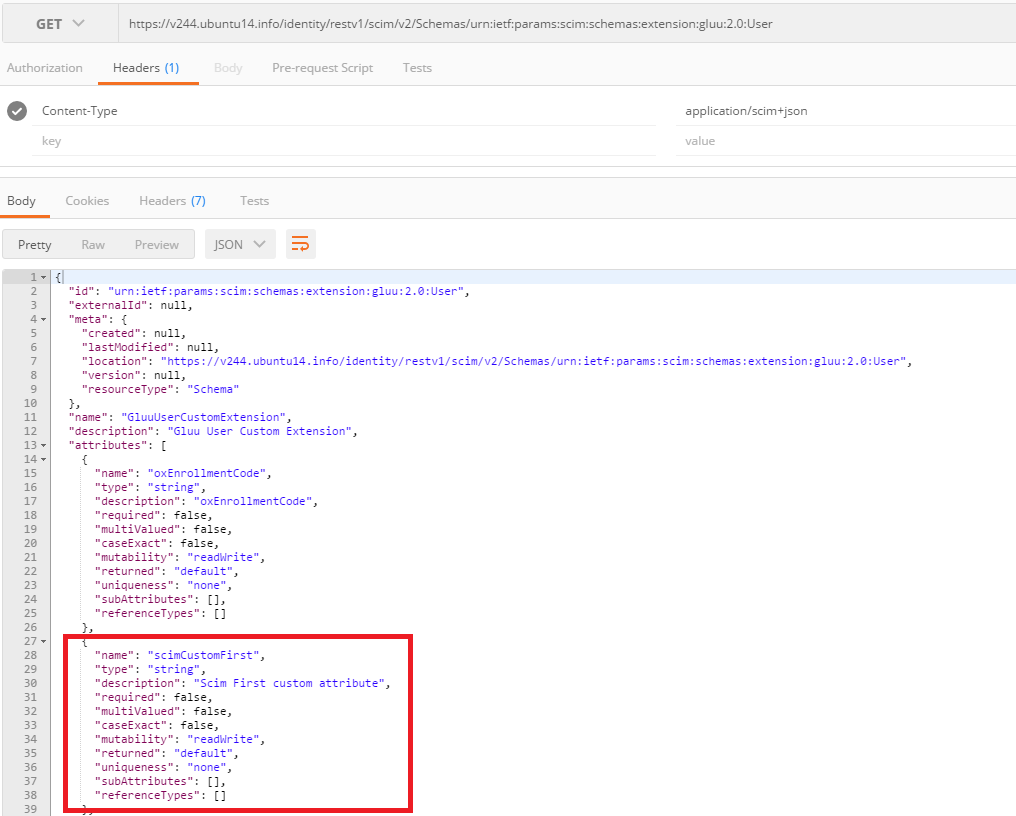 GET https://v244.ubuntu14.info/identity/restv1/scim/v2/Schemas/urn:ietf:params:scim:schemas:extension:gluu:2.0:User
Authorization Headers (1) Body Pre-request Script Tests
Content-Type application/scim+json
key value
Body Cookies Headers (7) Tests
Pretty Raw Preview JSON
1 {
2 "id": "urn:ietf:params:scim:schemas:extension:gluu:2.0:User",
3 "externalId": null,
4 "meta": {
5 "created": null,
6 "lastModified": null,
7 "location": "https://v244.ubuntu14.info/identity/restv1/scim/v2/Schemas/urn:ietf:params:scim:schemas:extension:gluu:2.0:User",
8 "version": null,
9 "resourceType": "Schema"
10 },
11 "name": "GluuUserCustomExtension",
12 "description": "Gluu User Custom Extension",
13 "attributes": [
14 {
15 "name": "oxEnrollmentCode",
16 "type": "string",
17 "description": "oxEnrollmentCode",
18 "required": false,
19 "multiValued": false,
20 "caseExact": false,
21 "mutability": "readWrite",
22 "returned": "default",
23 "uniqueness": "none",
24 "subAttributes": [],
25 "referenceTypes": []
26 },
27 {
28 "name": "scimCustomFirst",
29 "type": "string",
30 "description": "Scim First custom attribute",
31 "required": false,
32 "multiValued": false,
33 "caseExact": false,
34 "mutability": "readWrite",
35 "returned": "default",
36 "uniqueness": "none",
37 "subAttributes": [],
38 "referenceTypes": []
39 },